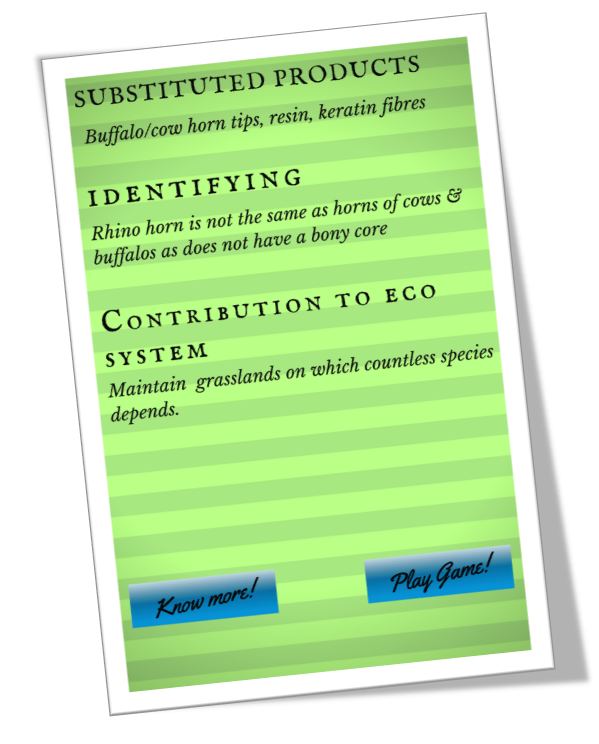 SUBSTITUTED PRODUCTS
Buffalo/cow horn tips, resin, keratin fibres
IDENTIFYING
Rhino horn is not the same as horns of cows &
buffalos as does not have a bony core
CONTRIBUTION TO ECO
SYSTEM
Maintain grasslands on which countless species
depends.
Know more!
Play Game!